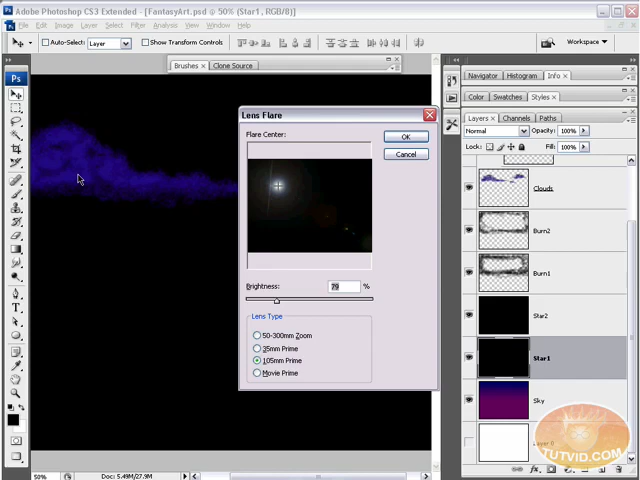 Adobe Photoshop CS3 Extended - [FantasyArt.psd @ 50% (Star1, RGB/8)]
File Edit Image Layer Select Filter Analysis View Window Help
Auto-Select: Layer Show Transform Controls Workspace
Brushes Clone Source
Navigator Histogram Info
Color Swatches Styles
Layers Channels Paths
Normal Opacity: 100%
Lock: Fill: 100%
Clouds
Burn2
Burn1
Star2
Star1
Sky
Layer 0
Ps
Lens Flare
Flare Center:
OK
Cancel
Brightness: 79 %
Lens Type
50-300mm Zoom
35mm Prime
105mm Prime
Movie Prime
TUTVID.COM
50% Doc: 5.49M/27.9M